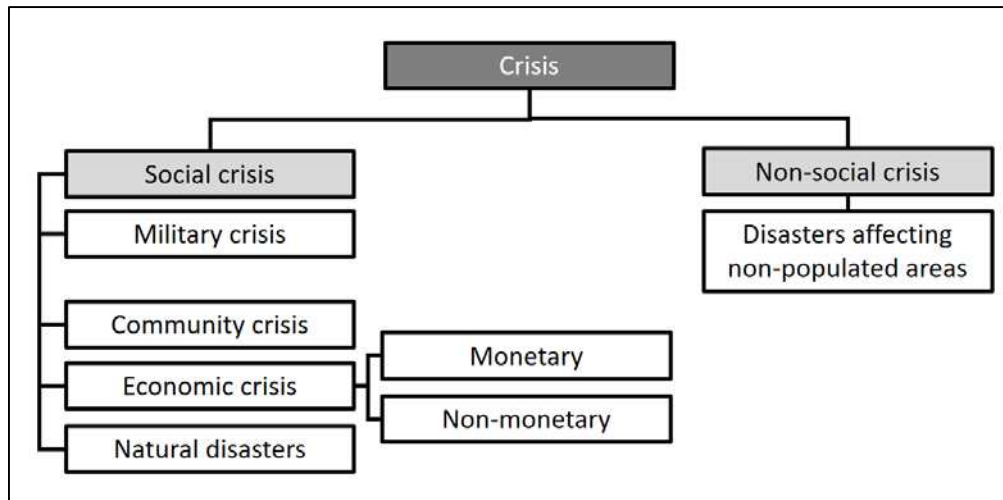 Crisis
Social crisis
Non-social crisis
Military crisis
Disasters affecting
non-populated areas
Community crisis
Economic crisis
Monetary
Non-monetary
Natural disasters